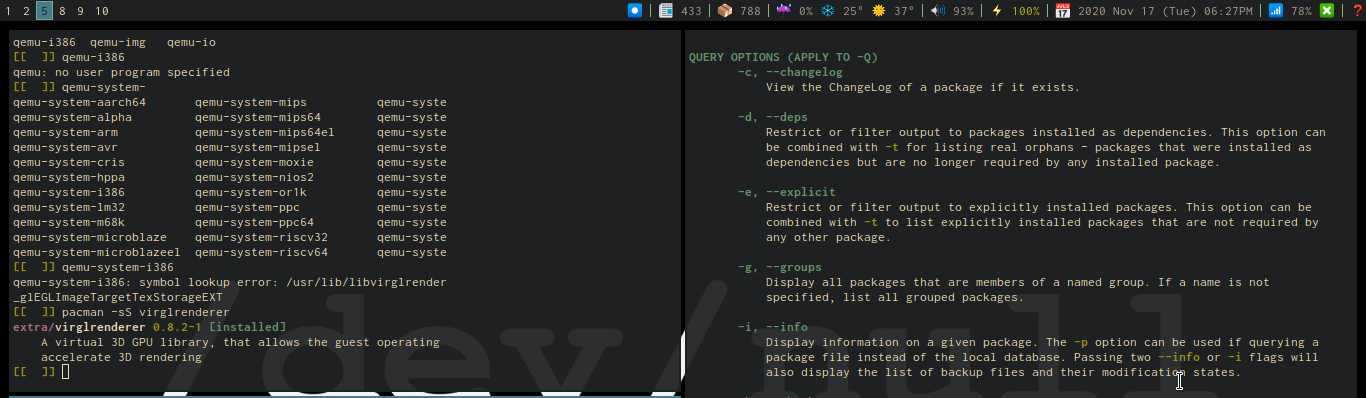 1 2 5 8 9 10 433 788 0% 25° 37° 93% 100% 2020 Nov 17 (Tue) 06:27PM 78% ?
qemu-i386 qemu-img qemu-io
[[ ]] qemu-i386
qemu: no user program specified
[[ ]] qemu-system-
qemu-system-aarch64 qemu-system-mips qemu-syste
qemu-system-alpha qemu-system-mips64 qemu-syste
qemu-system-arm qemu-system-mips64el qemu-syste
qemu-system-avr qemu-system-mipsel qemu-syste
qemu-system-cris qemu-system-moxie qemu-syste
qemu-system-hppa qemu-system-nios2 qemu-syste
qemu-system-i386 qemu-system-or1k qemu-syste
qemu-system-lm32 qemu-system-ppc qemu-syste
qemu-system-m68k qemu-system-ppc64 qemu-syste
qemu-system-microblaze qemu-system-riscv32 qemu-syste
qemu-system-microblazeel qemu-system-riscv64 qemu-syste
[[ ]] qemu-system-i386
qemu-system-i386: symbol lookup error: /usr/lib/libvirglrender
_glEGLImageTargetTexStorageEXT
[[ ]] pacman -sS virglrenderer
extra/virglrenderer 0.8.2-1 [installed]
A virtual 3D GPU library, that allows the guest operating
accelerate 3D rendering
[[ ]]
QUERY OPTIONS (APPLY TO -Q)
-c, --changelog
View the ChangeLog of a package if it exists.
-d, --deps
Restrict or filter output to packages installed as dependencies. This option can
be combined with -t for listing real orphans - packages that were installed as
dependencies but are no longer required by any installed package.
-e, --explicit
Restrict or filter output to explicitly installed packages. This option can be
combined with -t to list explicitly installed packages that are not required by
any other package.
-g, --groups
Display all packages that are members of a named group. If a name is not
specified, list all grouped packages.
-i, --info
Display information on a given package. The -p option can be used if querying a
package file instead of the local database. Passing two --info or -i flags will
also display the list of backup files and their modification states.
/dev/null